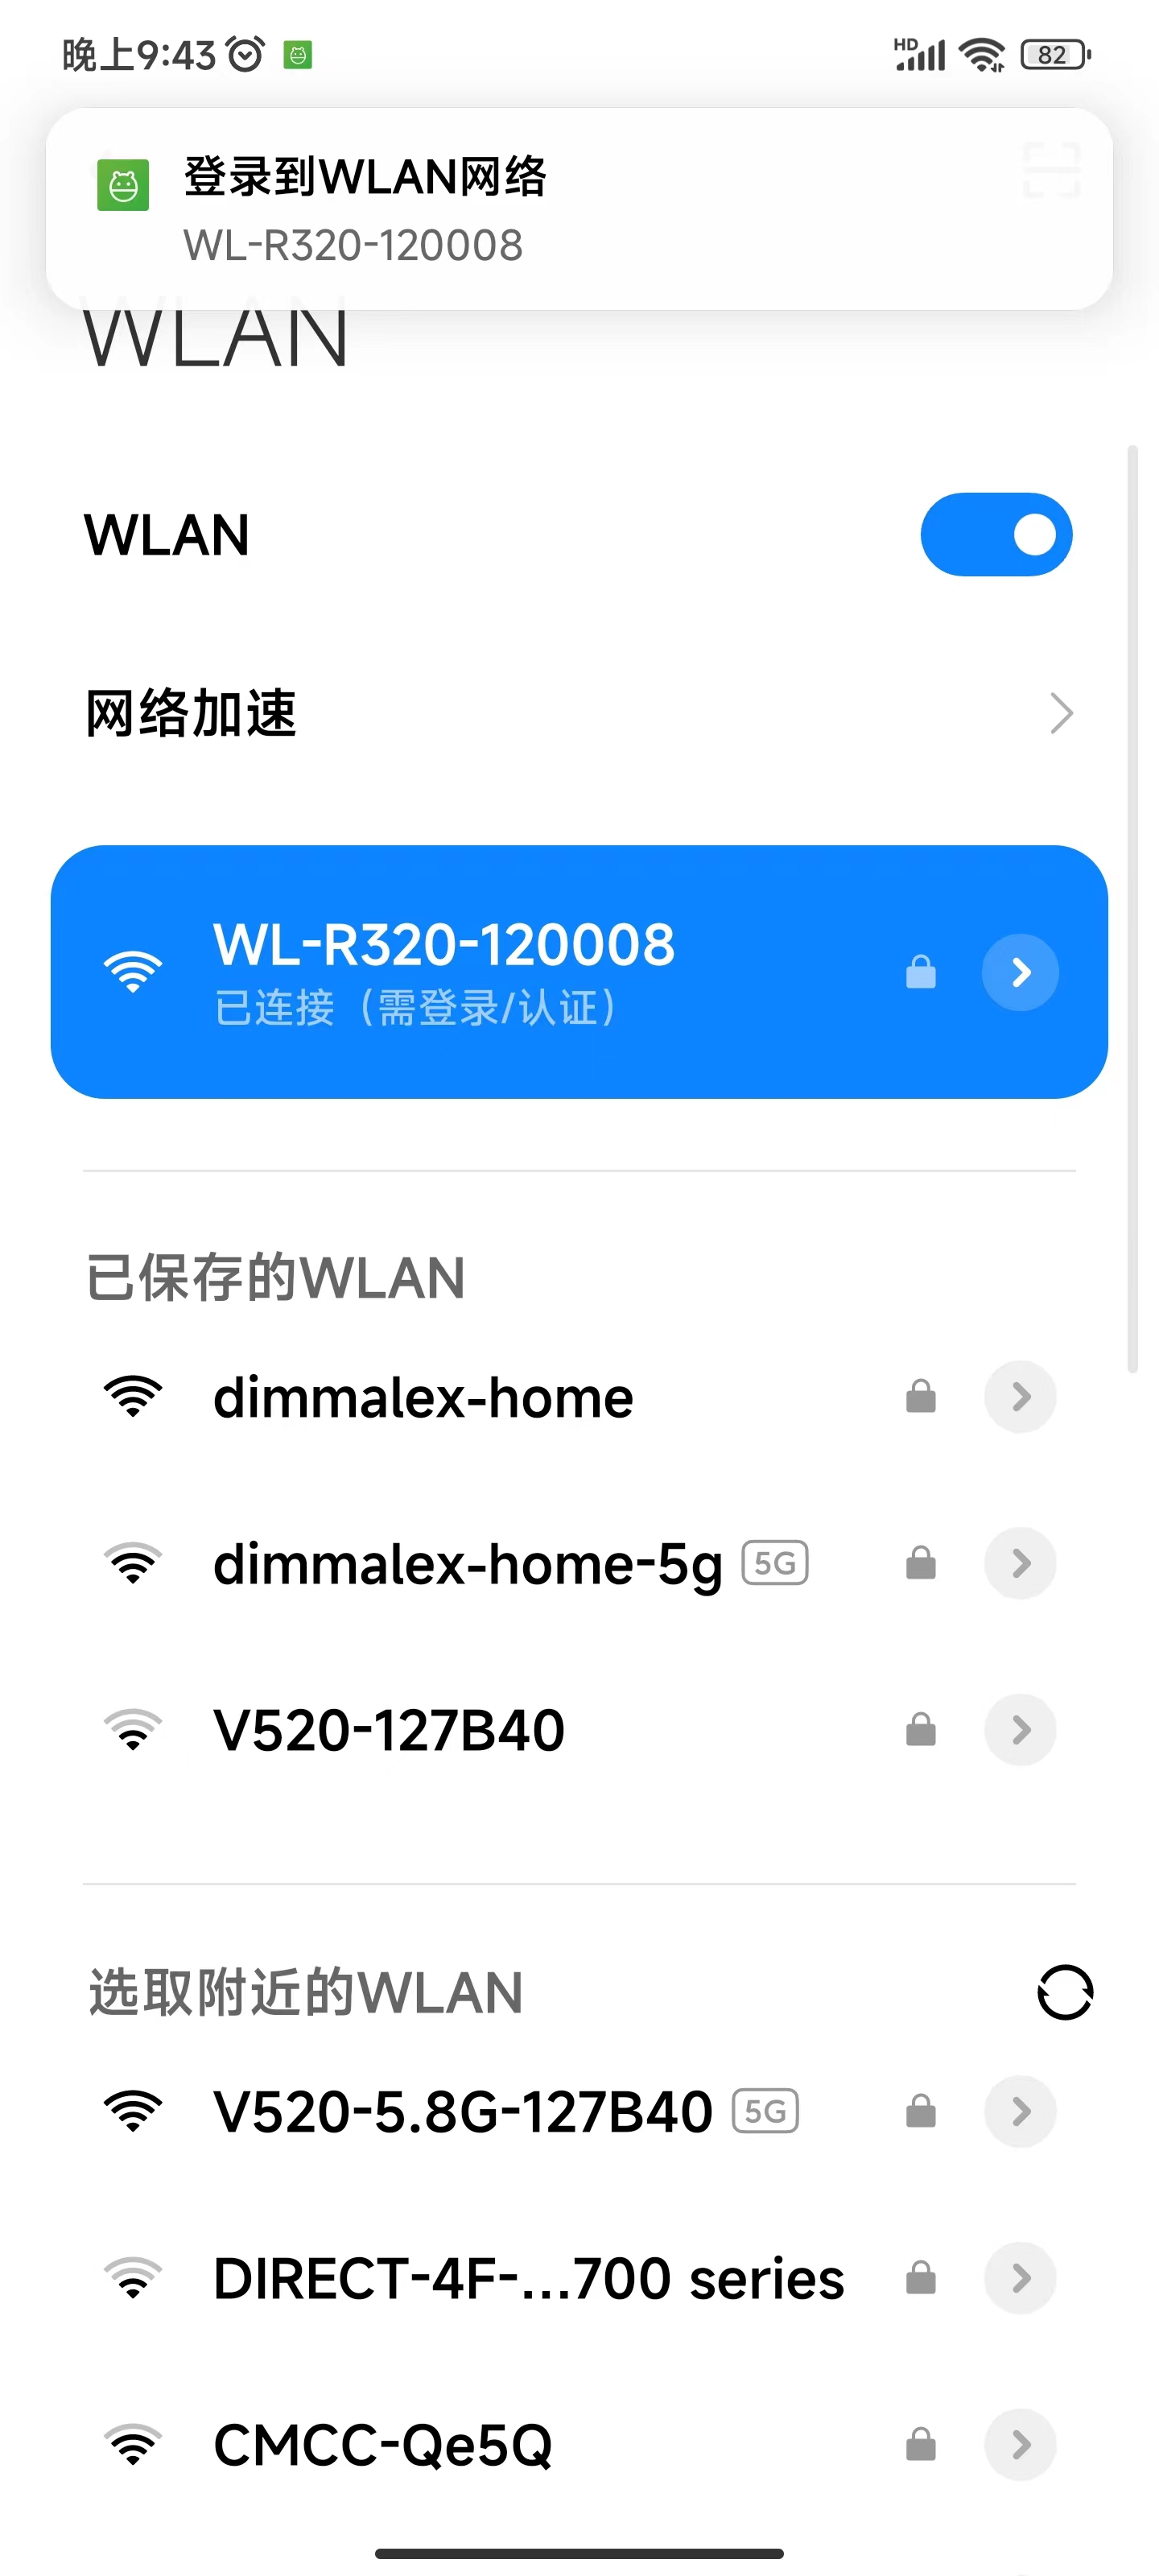 晚上9:43
HD
82
登录到WLAN网络
WL-R320-120008
WLAN
WLAN
网络加速
WL-R320-120008
已连接（需登录/认证）
已保存的WLAN
dimmalex-home
dimmalex-home-5g 5G
V520-127B40
选取附近的WLAN
V520-5.8G-127B40 5G
DIRECT-4F-...700 series
CMCC-Qe5Q